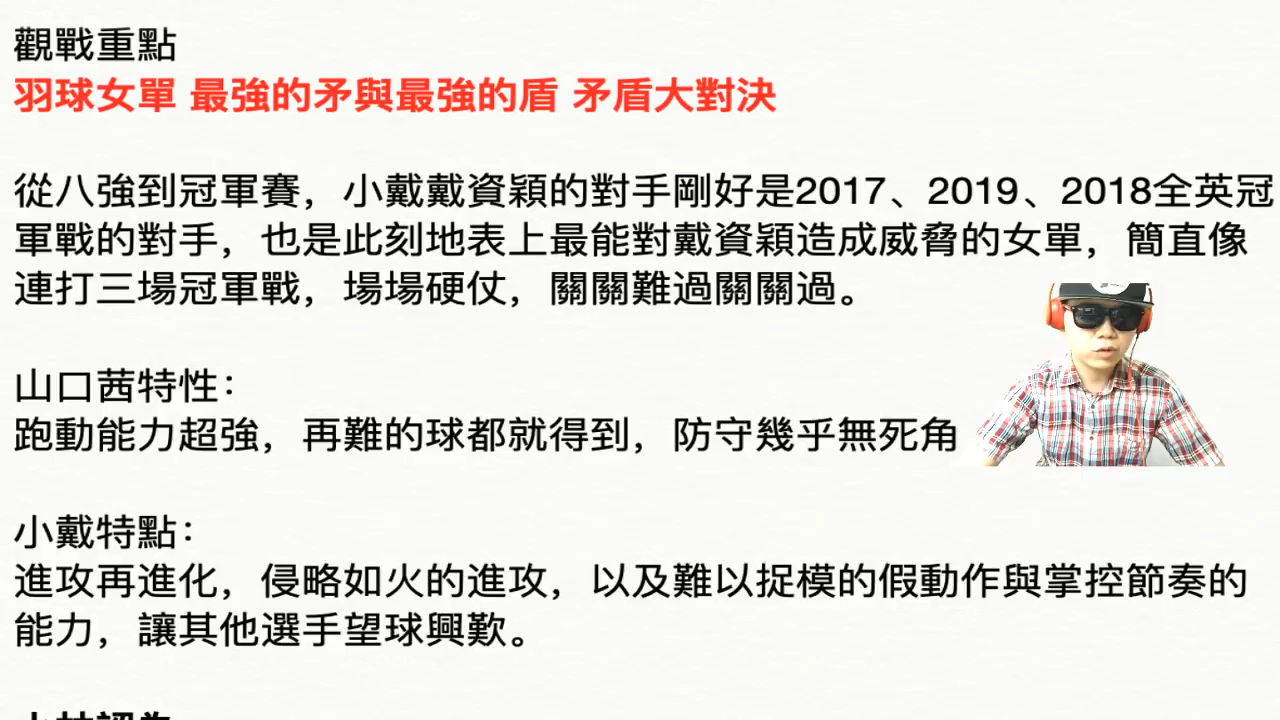 觀戰重點
羽球女單 最強的矛與最強的盾 矛盾大對決
從八強到冠軍賽，小戴戴資穎的對手剛好是2017、2019、2018全英冠
軍戰的對手，也是此刻地表上最能對戴資穎造成威脅的女單，簡直像
連打三場冠軍戰，場場硬仗，關關難過關關過。
山口茜特性：
跑動能力超強，再難的球都就得到，防守幾乎無死角
小戴特點：
進攻再進化，侵略如火的進攻，以及難以捉模的假動作與掌控節奏的
能力，讓其他選手望球興歎。